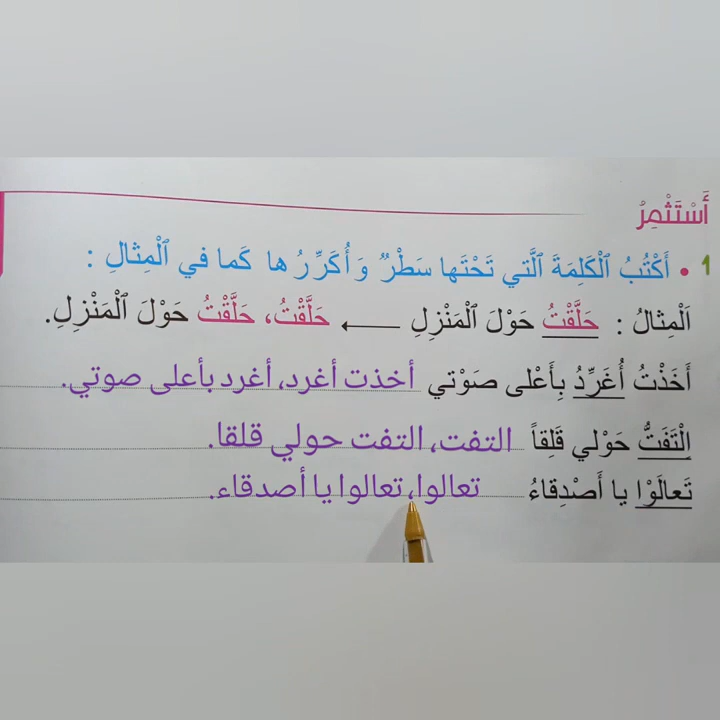 أَسْتَثْمِرُ
1 • أَكْتُبُ ٱلْكَلِمَةَ ٱلَّتي تَحْتَها سَطْرٌ وَ أُكَرِّرُها كَما في ٱلْمِثالِ :
اَلْمِثالُ : حَلَّقْتُ حَوْلَ ٱلْمَنْزِلِ ← حَلَّقْتُ، حَلَّقْتُ حَوْلَ ٱلْمَنْزِلِ.
أَخَذْتُ أُغَرِّدُ بِأَعْلى صَوْتي أخذت أغرد، أغرد بأعلى صوتي.
اِلْتَفَتُّ حَوْلي قَلِقاً التفت، التفت حولي قلقا.
تَعالَوْا يا أَصْدِقاءُ تعالوا، تعالوا يا أصدقاء.